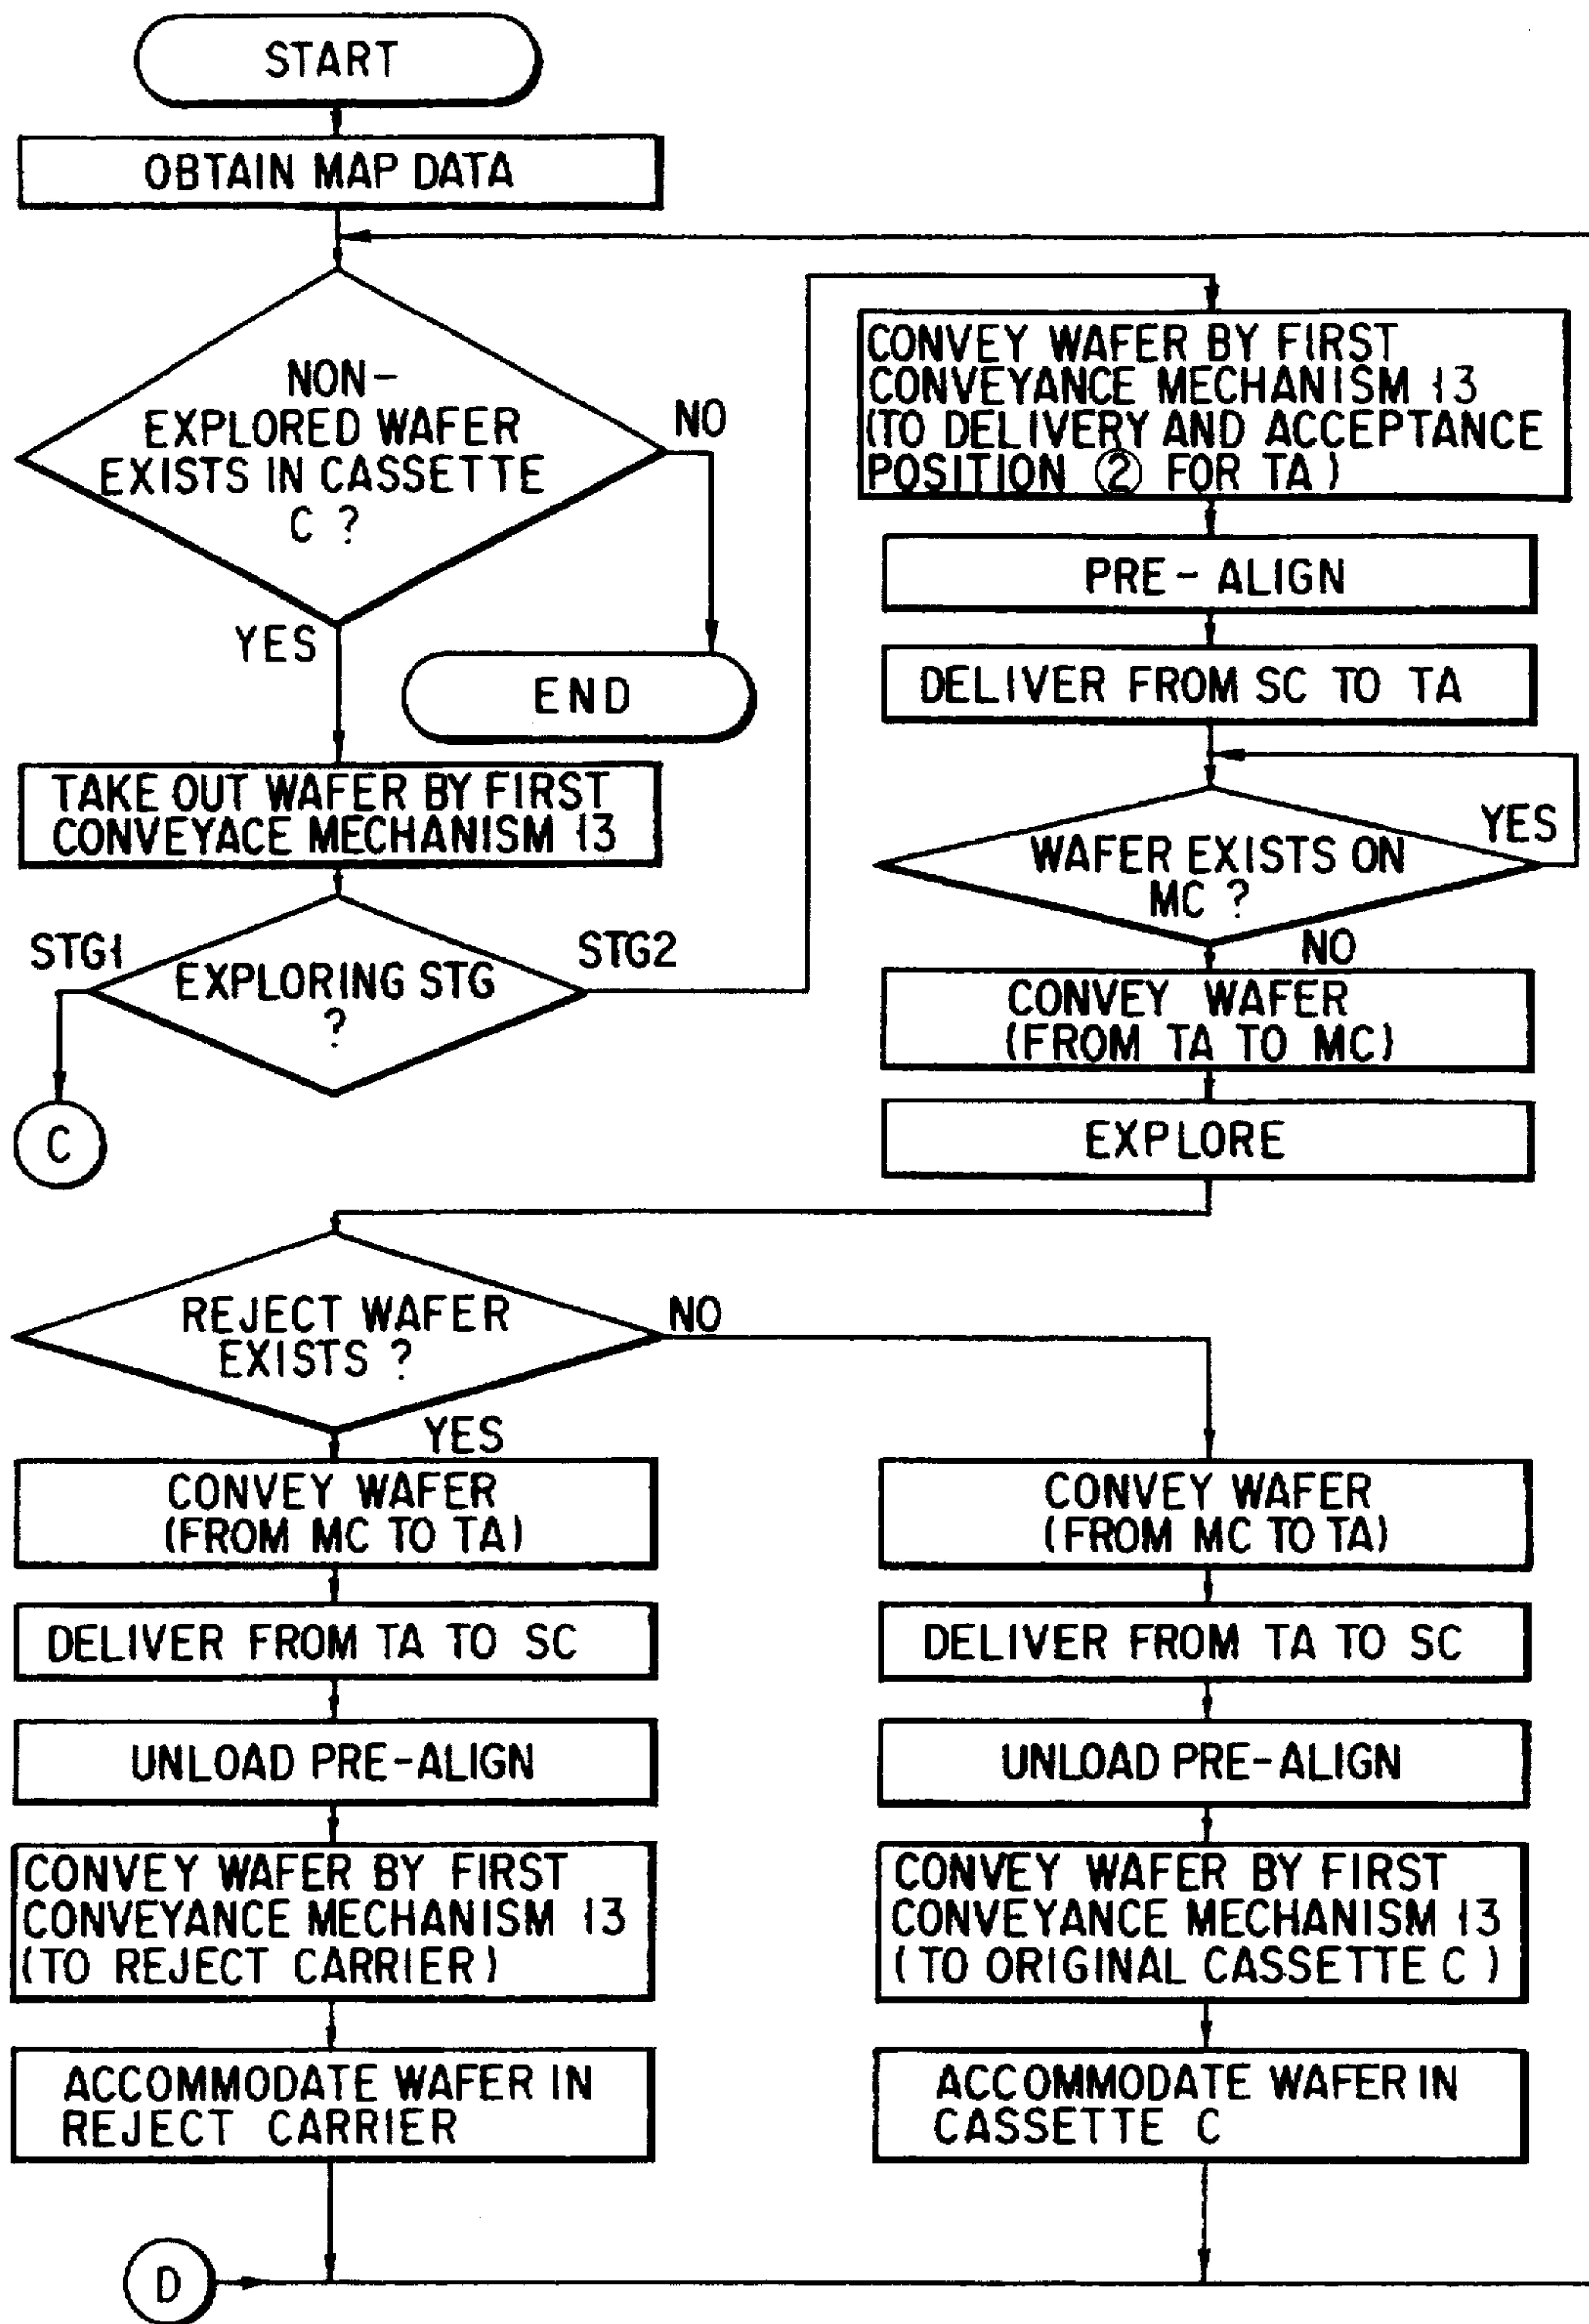 START
OBTAIN MAP DATA
NON-
EXPLORED WAFER
EXISTS IN CASSETTE
C ?
NO
YES
END
TAKE OUT WAFER BY FIRST
CONVEYACE MECHANISM 13
STG1
EXPLORING STG
?
STG2
C
CONVEY WAFER BY FIRST
CONVEYANCE MECHANISM 13
(TO DELIVERY AND ACCEPTANCE
POSITION ② FOR TA)
PRE-ALIGN
DELIVER FROM SC TO TA
WAFER EXISTS ON
MC ?
YES
NO
CONVEY WAFER
(FROM TA TO MC)
EXPLORE
REJECT WAFER
EXISTS ?
NO
YES
CONVEY WAFER
(FROM MC TO TA)
DELIVER FROM TA TO SC
UNLOAD PRE-ALIGN
CONVEY WAFER BY FIRST
CONVEYANCE MECHANISM 13
(TO REJECT CARRIER)
ACCOMMODATE WAFER IN
REJECT CARRIER
CONVEY WAFER
(FROM MC TO TA)
DELIVER FROM TA TO SC
UNLOAD PRE-ALIGN
CONVEY WAFER BY FIRST
CONVEYANCE MECHANISM 13
(TO ORIGINAL CASSETTE C)
ACCOMMODATE WAFER IN
CASSETTE C
D